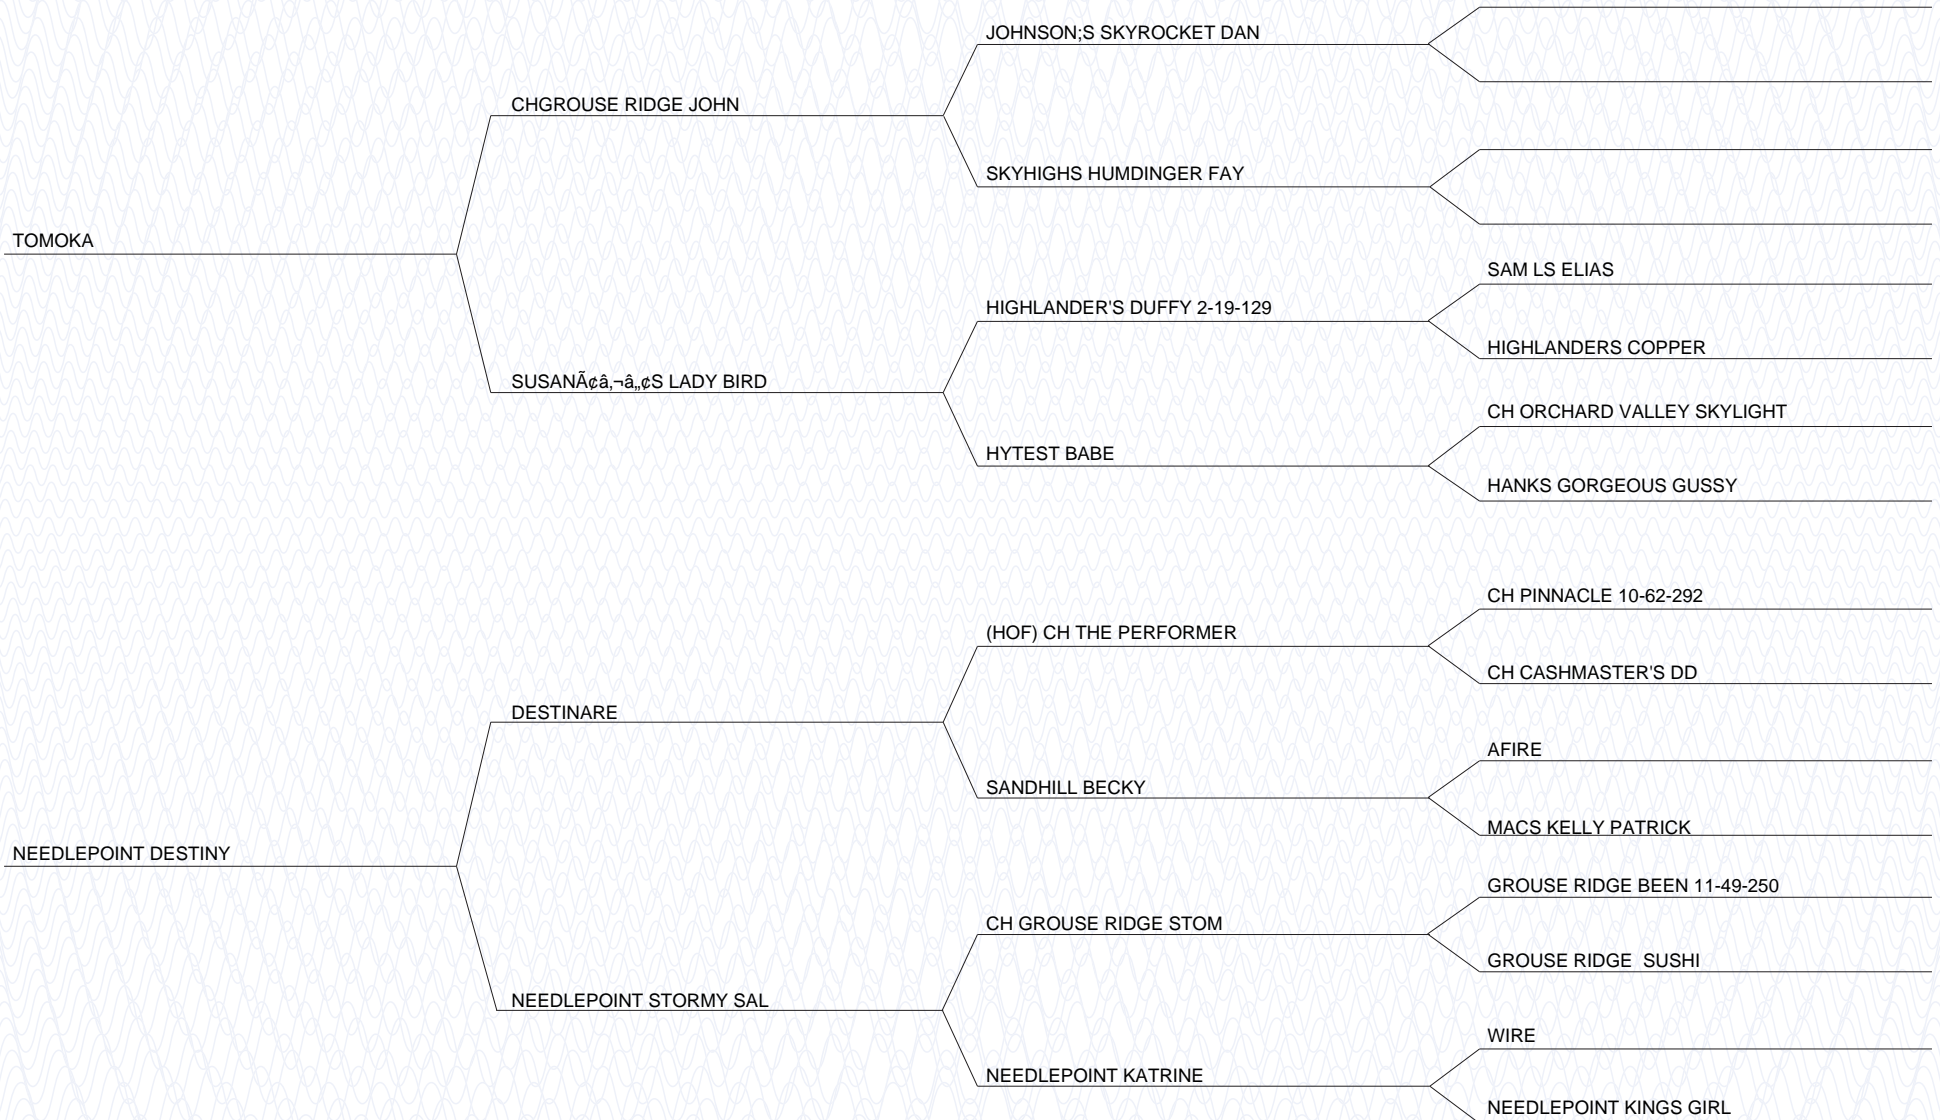 JOHNSON;S SKYROCKET DAN
CHGROUSE RIDGE JOHN
SKYHIGHS HUMDINGER FAY
TOMOKA
SAM LS ELIAS
HIGHLANDER'S DUFFY 2-19-129
HIGHLANDERS COPPER
SUSANÃ¢â‚¬â„¢S LADY BIRD
CH ORCHARD VALLEY SKYLIGHT
HYTEST BABE
HANKS GORGEOUS GUSSY
CH PINNACLE 10-62-292
(HOF) CH THE PERFORMER
CH CASHMASTER'S DD
DESTINARE
AFIRE
SANDHILL BECKY
MACS KELLY PATRICK
NEEDLEPOINT DESTINY
GROUSE RIDGE BEEN 11-49-250
CH GROUSE RIDGE STOM
GROUSE RIDGE  SUSHI
NEEDLEPOINT STORMY SAL
WIRE
NEEDLEPOINT KATRINE
NEEDLEPOINT KINGS GIRL